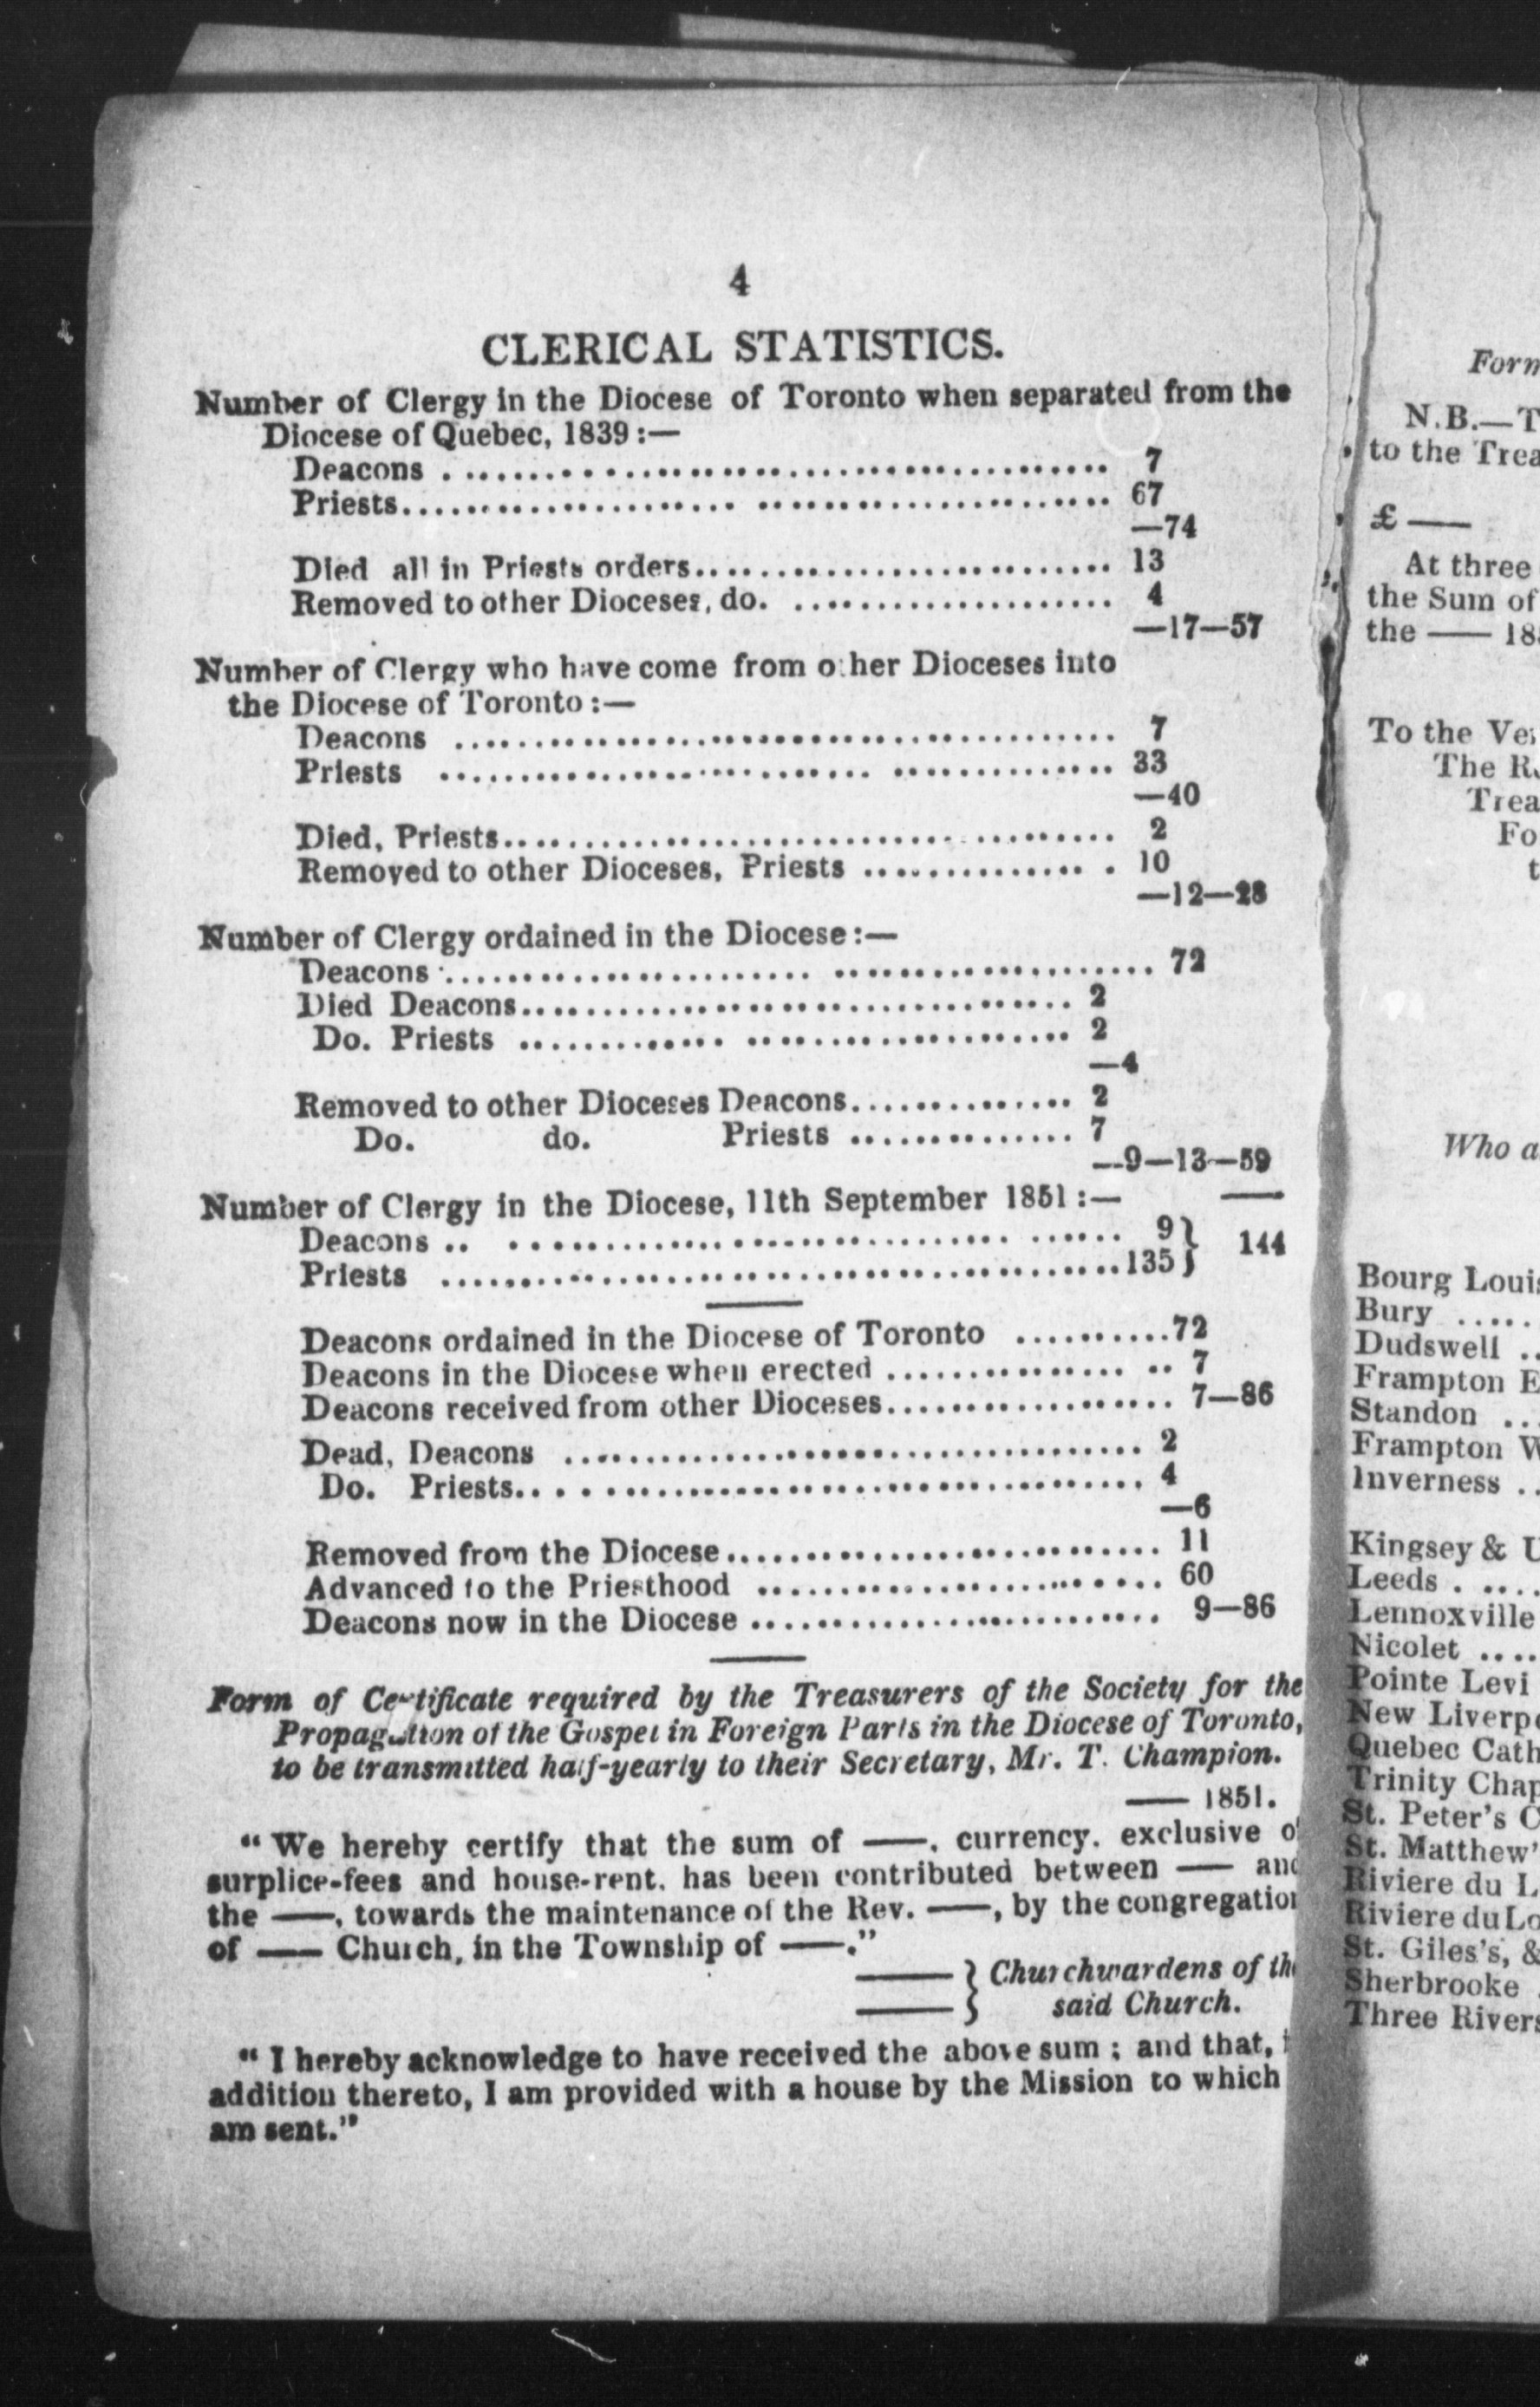 4
CLERICAL STATISTICS.
Number of Clergy in the Diocese of Toronto when separated from the
Diocese of Quebec, 1839 :—
Deacons . .......................................... 7
Priests..................... ...................... 67
—74
Died all in Priests orders.......................... 13
Removed to other Dioceses, do. .................... 4
—17—57
Number of Clergy who have come from other Dioceses into
the Diocese of Toronto :—
Deacons .......................................... 7
Priests ........................... .............. 33
—40
Died, Priests...................................... 2
Removed to other Dioceses, Priests .............. . 10
—12—28
Number of Clergy ordained in the Diocese :—
Deacons ....................... .................... 72
Died Deacons................................... 2
Do. Priests ............. .................... 2
—4
Removed to other Dioceses Deacons.............. 2
Do. do. Priests .............. 7
—9—13—59
Number of Clergy in the Diocese, 11th September 1851 :—
Deacons .. ................................ ...... 9 } 144
Priests ...........................................135 }
Deacons ordained in the Diocese of Toronto ..........72
Deacons in the Diocese when erected ............... .. 7
Deacons received from other Dioceses.................. 7—86
Dead, Deacons .................................... 2
Do. Priests....................................... 4
—6
Removed from the Diocese........................... 11
Advanced to the Priesthood ......................... 60
Deacons now in the Diocese .......................... 9—86
Form of Certificate required by the Treasurers of the Society for the
Propagation of the Gospel in Foreign Parts in the Diocese of Toronto,
to be transmitted half-yearly to their Secretary, Mr. T. Champion.
—— 1851.
“ We hereby certify that the sum of ——, currency, exclusive o
surplice-fees and house-rent, has been contributed between —— and
the ——, towards the maintenance of the Rev. ——, by the congregation
of —— Church, in the Township of ——.”
—— } Churchwardens of the
—— } said Church.
“ I hereby acknowledge to have received the above sum ; and that,
addition thereto, I am provided with a house by the Mission to which
am sent.”
Form
N.B.—T
to the Trea
£ ——
At three
the Sum of
the —— 18
To the Ve
The R
Trea
Fo
t
Who a
Bourg Loui
Bury .....
Dudswell ..
Frampton E
Standon ...
Frampton W
Inverness ..
Kingsey & U
Leeds . ....
Lennoxville
Nicolet ....
Pointe Levi
New Liverp
Quebec Cath
Trinity Chap
St. Peter's C
St. Matthew'
Riviere du L
Riviere du Lo
St. Giles's, &
Sherbrooke .
Three Rivers